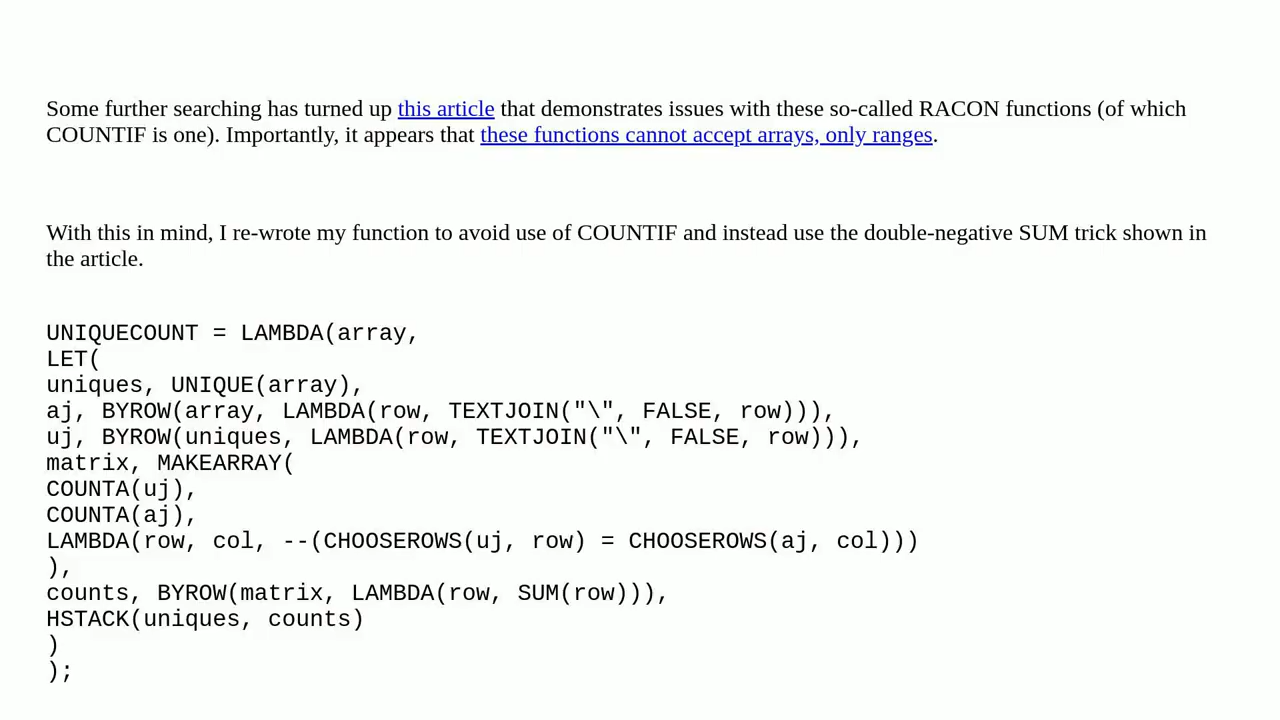 Some further searching has turned up this article that demonstrates issues with these so-called RACON functions (of which
COUNTIF is one). Importantly, it appears that these functions cannot accept arrays, only ranges.
With this in mind, I re-wrote my function to avoid use of COUNTIF and instead use the double-negative SUM trick shown in
the article.
UNIQUECOUNT = LAMBDA(array,
LET(
uniques, UNIQUE(array),
aj, BYROW(array, LAMBDA(row, TEXTJOIN("\", FALSE, row))),
uj, BYROW(uniques, LAMBDA(row, TEXTJOIN("\", FALSE, row))),
matrix, MAKEARRAY(
COUNTA(uj),
COUNTA(aj),
LAMBDA(row, col, --(CHOOSEROWS(uj, row) = CHOOSEROWS(aj, col)))
),
counts, BYROW(matrix, LAMBDA(row, SUM(row))),
HSTACK(uniques, counts)
)
);